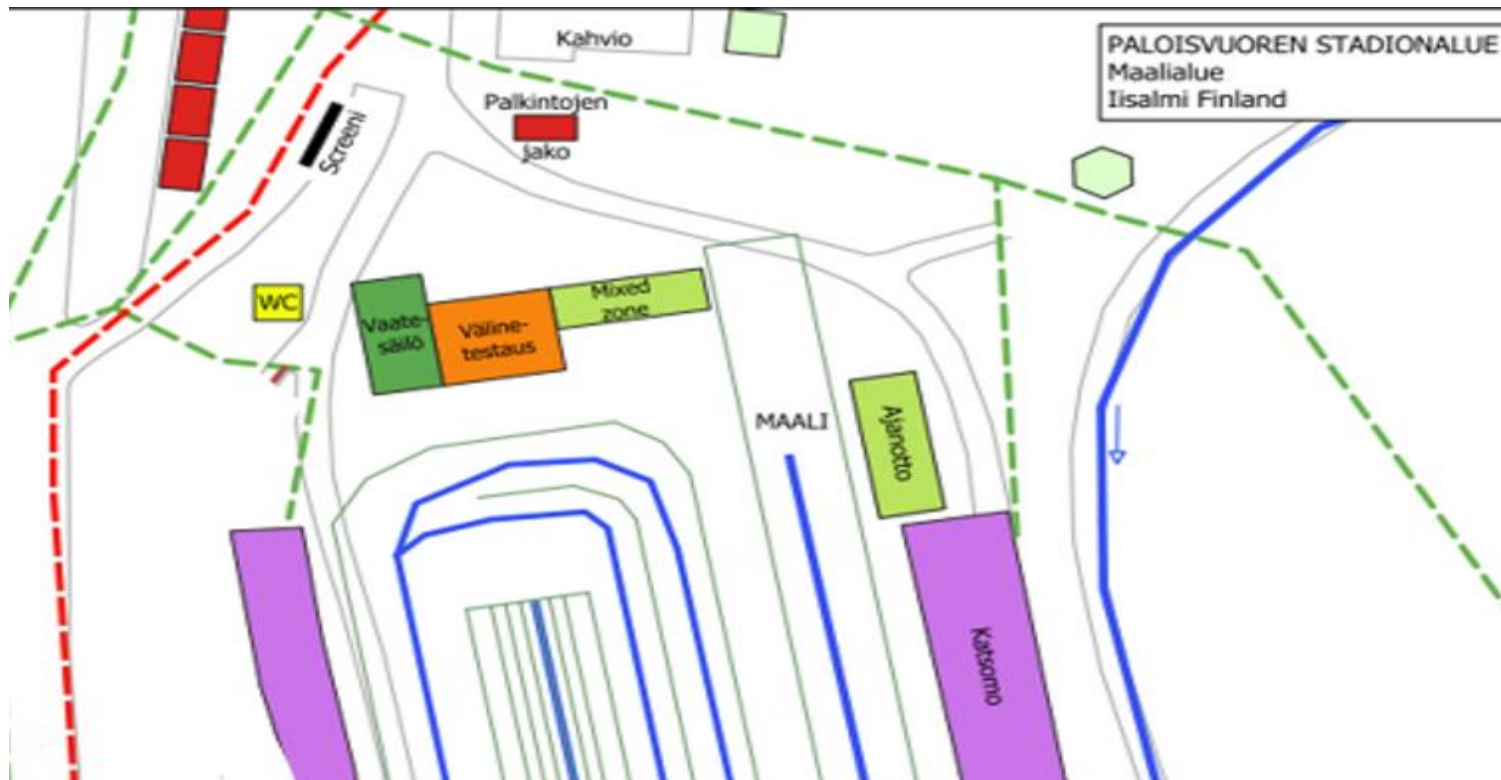 PALOISVUOREN STADIONALUE
Maalialue
Iisalmi Finland
Kahvio
Palkintojen
jako
Screeni
WC
Vaate-
säilö
Väline-
testaus
Mixed
zone
MAALI
Ajanotto
Katsomo